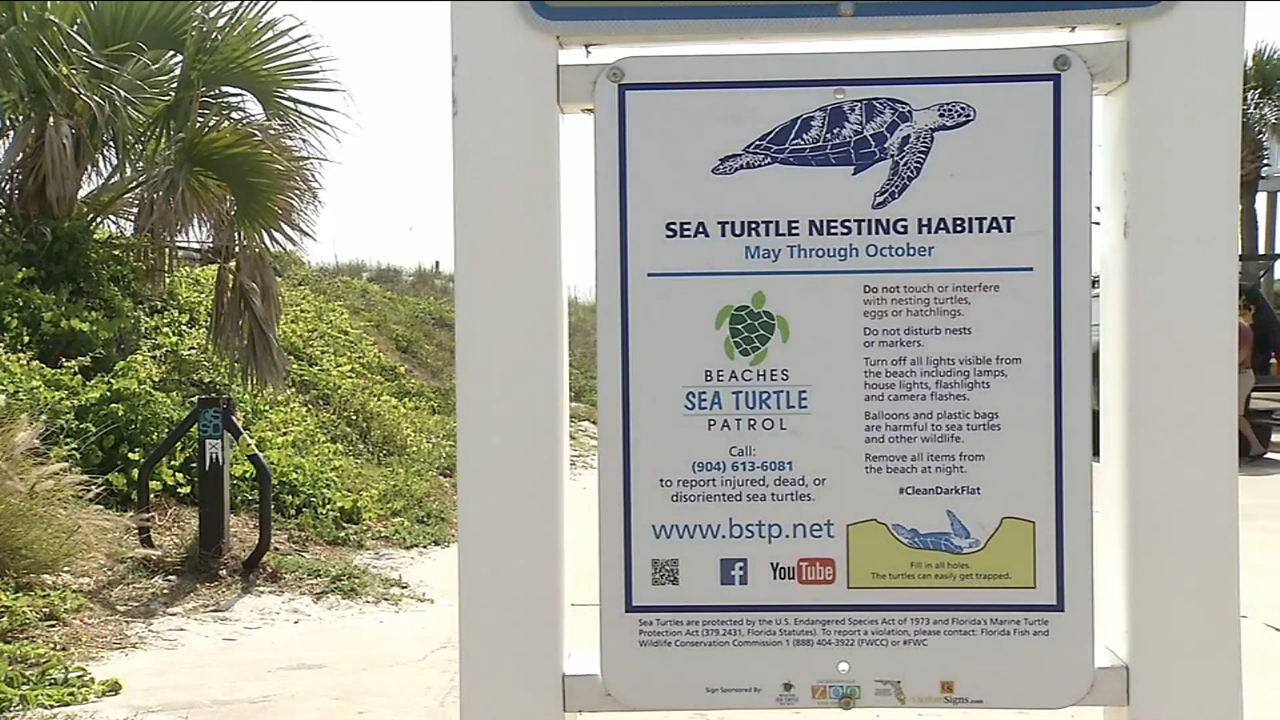 SEA TURTLE NESTING HABITAT
May Through October
BEACHES
SEA TURTLE
PATROL
Call:
(904) 613-6081
to report injured, dead, or
disoriented sea turtles.
www.bstp.net
f
YouTube
Do not touch or interfere
with nesting turtles,
eggs or hatchlings.
Do not disturb nests
or markers.
Turn off all lights visible from
the beach including lamps,
house lights, flashlights
and camera flashes.
Balloons and plastic bags
are harmful to sea turtles
and other wildlife.
Remove all items from
the beach at night.
#CleanDarkFlat
Fill in all holes.
The turtles can easily get trapped.
Sea Turtles are protected by the U.S. Endangered Species Act of 1973 and Florida's Marine Turtle
Protection Act (379.2431, Florida Statutes). To report a violation, please contact: Florida Fish and
Wildlife Conservation Commission 1 (888) 404-3922 (FWCC) or #FWC
Sign Sponsored By:
ZOO